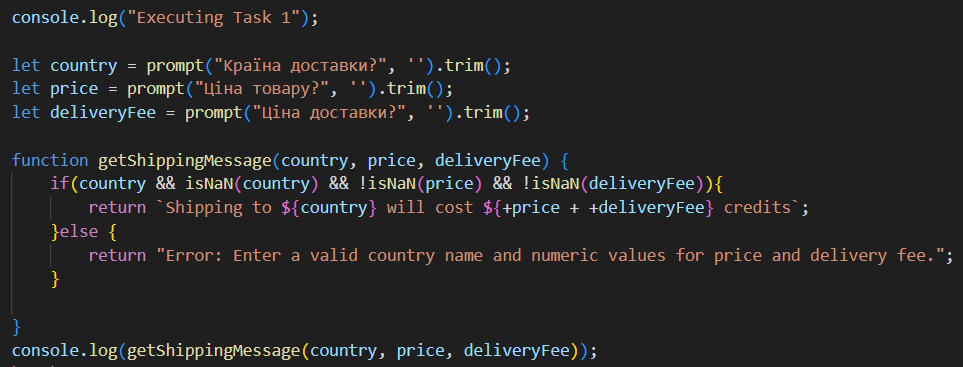 console.log("Executing Task 1");
let country = prompt("Країна доставки?", '').trim();
let price = prompt("Ціна товару?", '').trim();
let deliveryFee = prompt("Ціна доставки?", '').trim();
function getShippingMessage(country, price, deliveryFee) {
if(country && isNaN(country) && !isNaN(price) && !isNaN(deliveryFee)){
return `Shipping to ${country} will cost ${+price + +deliveryFee} credits`;
}else {
return "Error: Enter a valid country name and numeric values for price and delivery fee.";
}
}
console.log(getShippingMessage(country, price, deliveryFee));